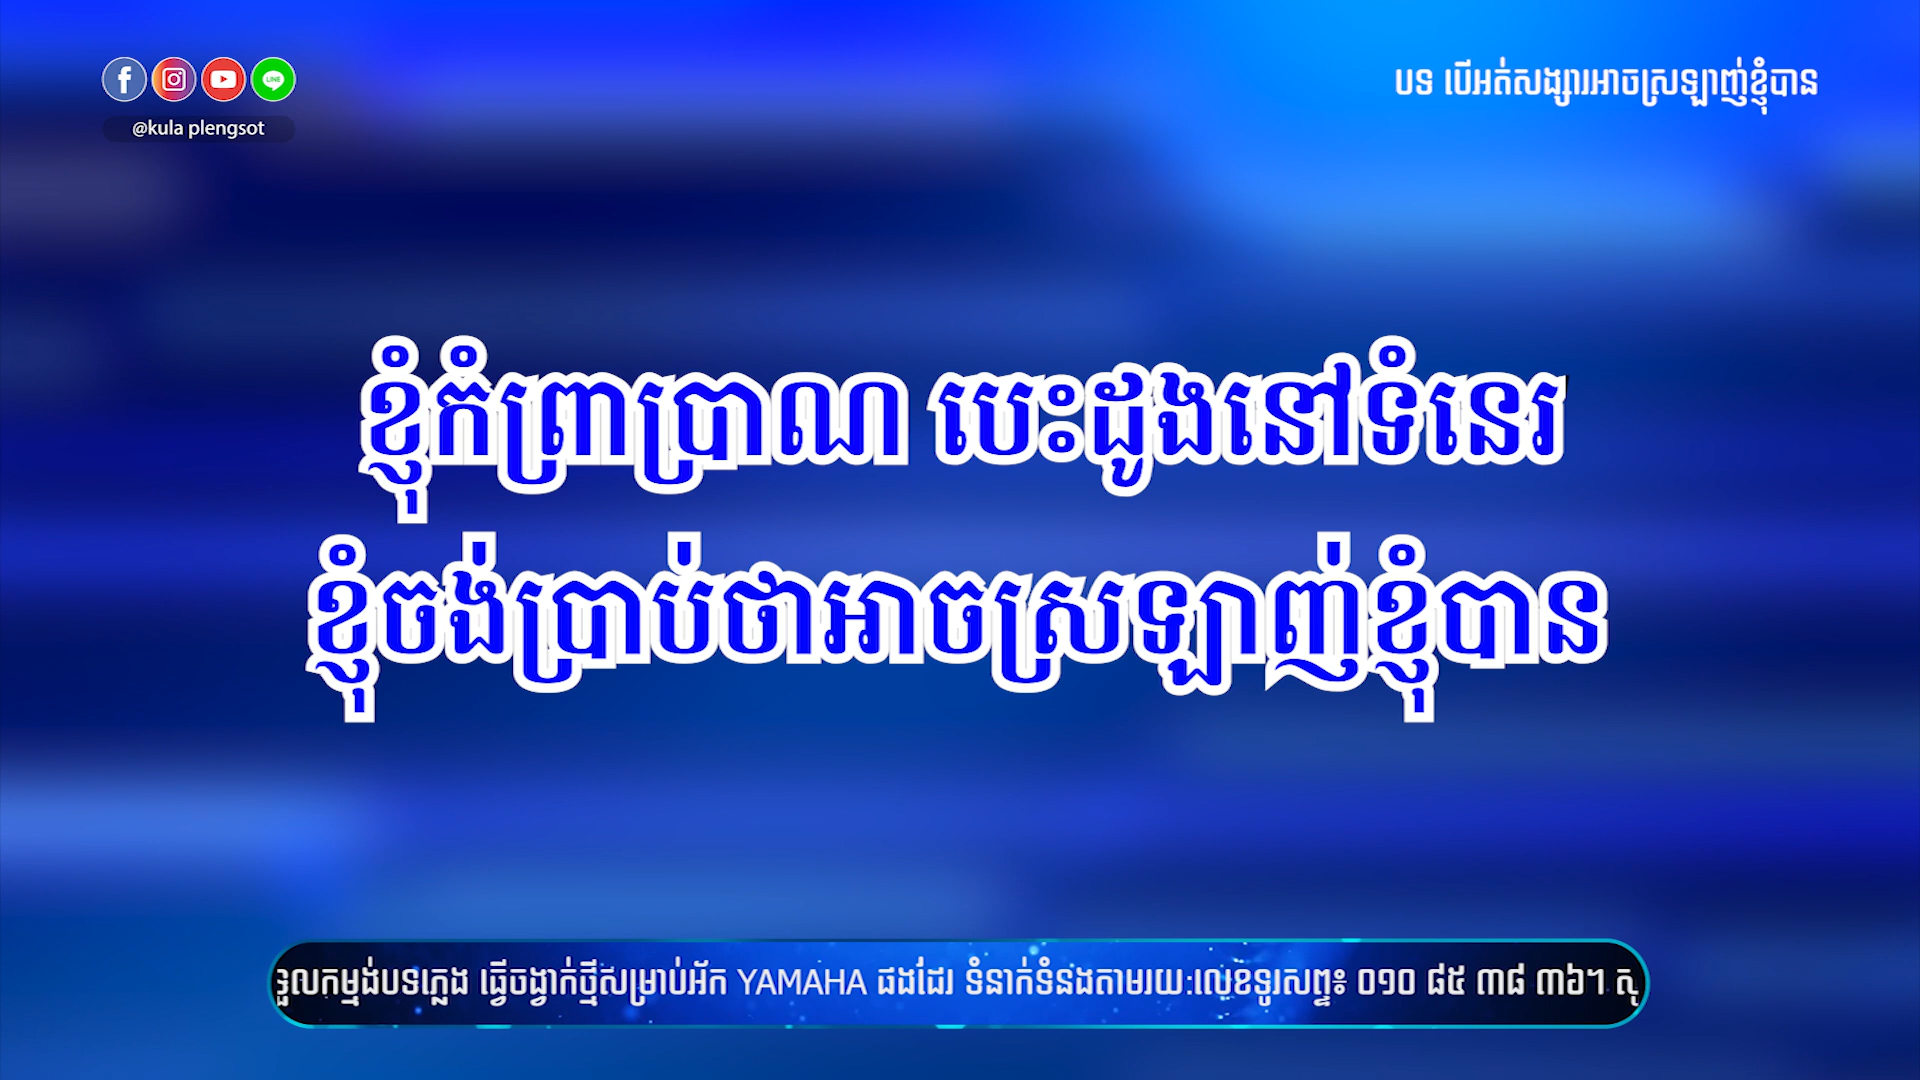 បទ បើអត់សង្សារអាចស្រឡាញ់ខ្ញុំបាន
@kula plengsot
ខ្ញុំកំព្រាប្រាណ បេះដូងនៅទំនេរ
ខ្ញុំចង់ប្រាប់ថាអាចស្រឡាញ់ខ្ញុំបាន
ទួលកម្មង់បទភ្លេង ធ្វើចង្វាក់ថ្មីសម្រាប់អ័ក YAMAHA ផងដែរ ទំនាក់ទំនងតាមរយ:លេខទូរសព្ទ៖ ០១០ ៨៥ ៣៨ ៣៦។ សូ